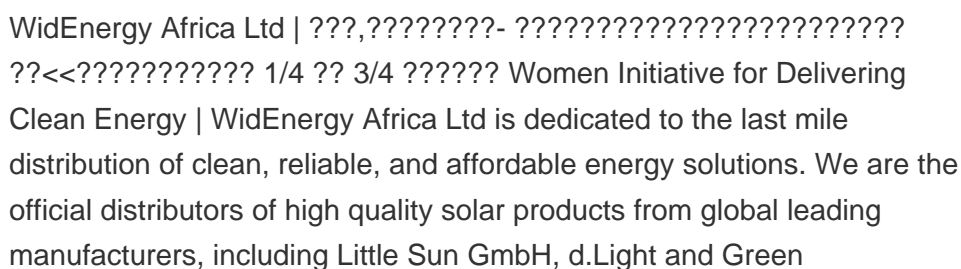 WidEnergy Africa Ltd | ???,????????- ????????????????????????
??<<??????????? 1/4 ?? 3/4 ?????? Women Initiative for Delivering
Clean Energy | WidEnergy Africa Ltd is dedicated to the last mile
distribution of clean, reliable, and affordable energy solutions. We are the
official distributors of high quality solar products from global leading
manufacturers, including Little Sun GmbH, d.Light and Green